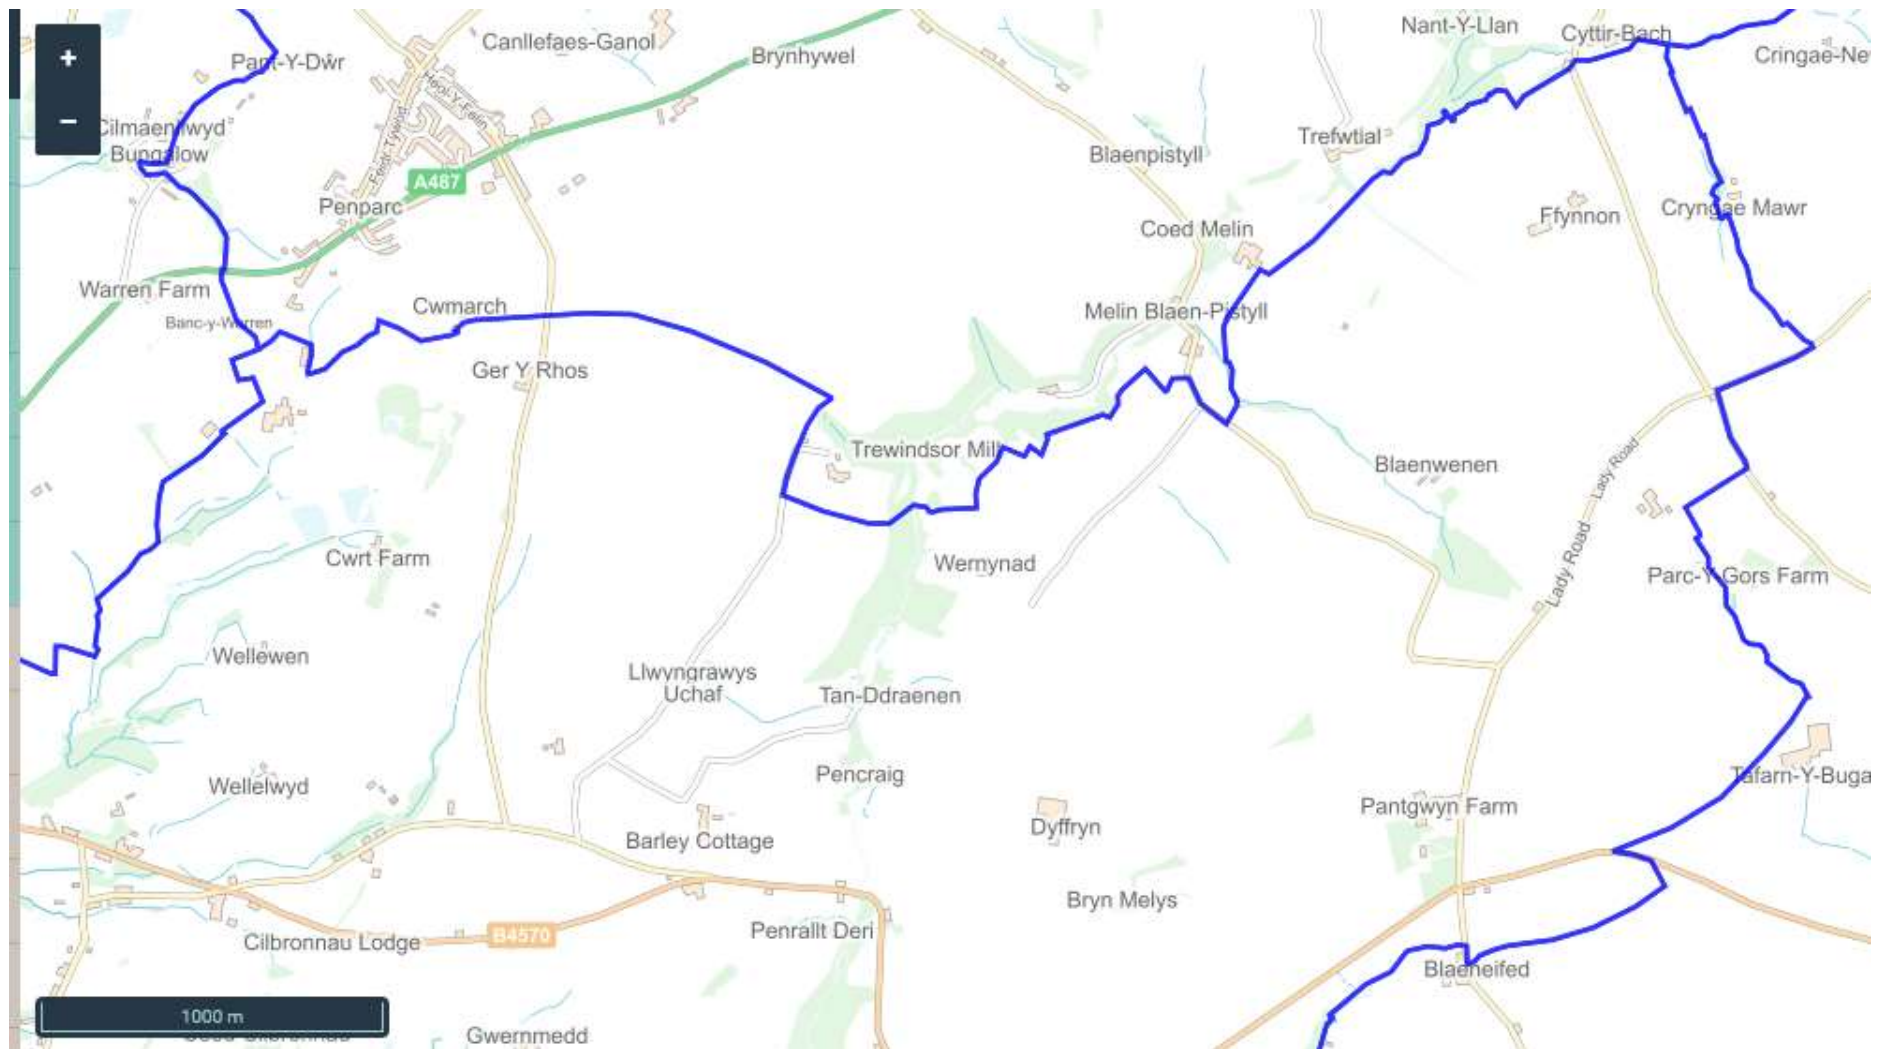 +
−
Pant-Y-Dŵr
Canllefaes-Ganol
Brynhywel
Nant-Y-Llan
Cyttir-Bach
Cringae-Ne
Heol-Y-Felin
Feidr Tywod
Cilmaenllwyd
Bungalow
A487
Penparc
Blaenpistyll
Trefwtial
Ffynnon
Cryngae Mawr
Coed Melin
Warren Farm
Banc-y-Warren
Cwmarch
Melin Blaen-Pistyll
Ger Y Rhos
Trewindsor Mill
Blaenwenen
Lady Road
Lady Road
Cwrt Farm
Wernynad
Parc-Y-Gors Farm
Wellewen
Llwyngrawys
Uchaf
Tan-Ddraenen
Wellelwyd
Pencraig
Tafarn-Y-Buga
Pantgwyn Farm
Barley Cottage
Dyffryn
Bryn Melys
Cilbronnau Lodge
B4570
Penrallt Deri
Blaeneifed
1000 m
Gwernmedd